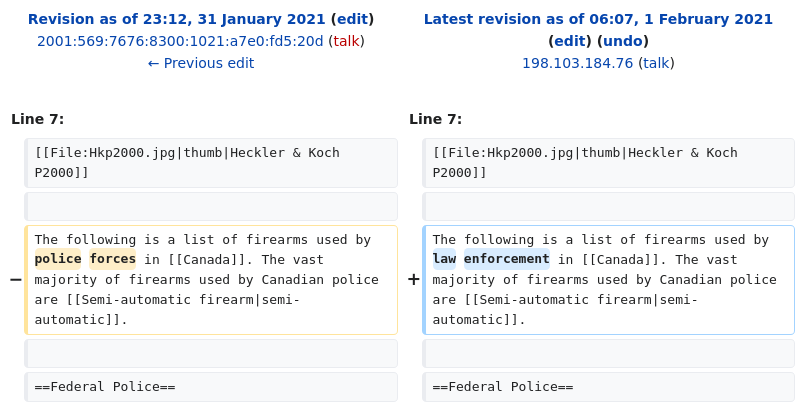 Revision as of 23:12, 31 January 2021 (edit)
2001:569:7676:8300:1021:a7e0:fd5:20d (talk)
← Previous edit
Latest revision as of 06:07, 1 February 2021
(edit) (undo)
198.103.184.76 (talk)
Line 7:
Line 7:
[[File:Hkp2000.jpg|thumb|Heckler & Koch
P2000]]
[[File:Hkp2000.jpg|thumb|Heckler & Koch
P2000]]
−
The following is a list of firearms used by
police forces in [[Canada]]. The vast
majority of firearms used by Canadian police
are [[Semi-automatic firearm|semi-
automatic]].
+
The following is a list of firearms used by
law enforcement in [[Canada]]. The vast
majority of firearms used by Canadian police
are [[Semi-automatic firearm|semi-
automatic]].
==Federal Police==
==Federal Police==